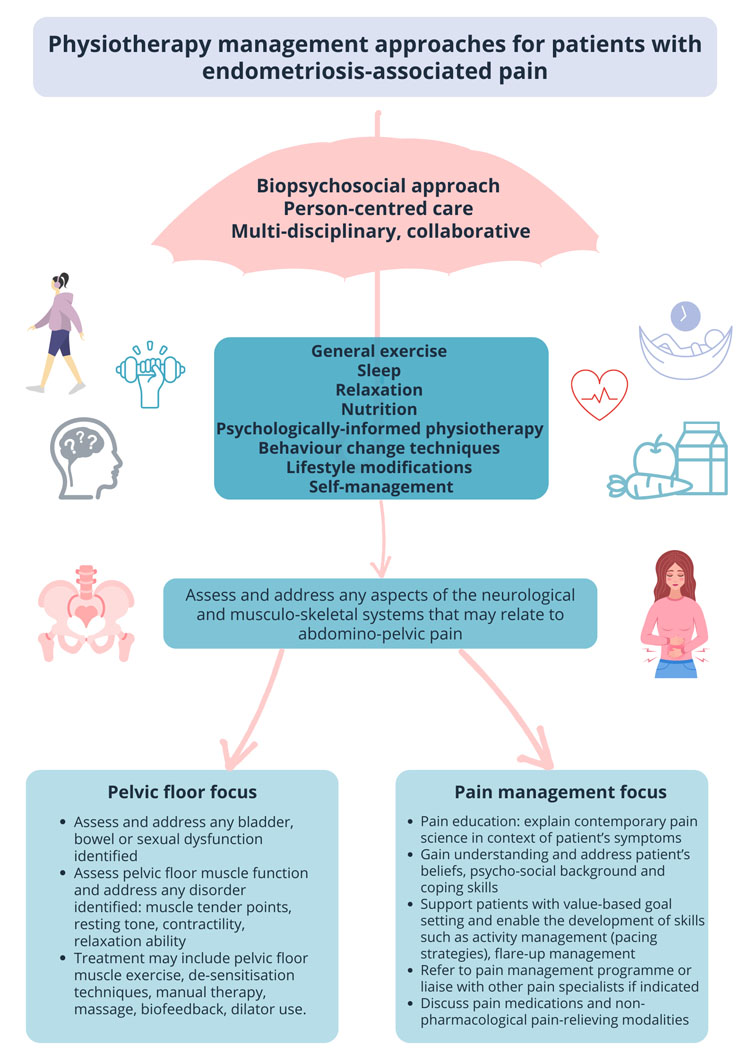 Physiotherapy management approaches for patients with
endometriosis-associated pain
Biopsychosocial approach
Person-centred care
Multi-disciplinary, collaborative
General exercise
Sleep
Relaxation
Nutrition
Psychologically-informed physiotherapy
Behaviour change techniques
Lifestyle modifications
Self-management
???
Assess and address any aspects of the neurological
and musculo-skeletal systems that may relate to
abdomino-pelvic pain
Pelvic floor focus
• Assess and address any bladder,
bowel or sexual dysfunction
identified
• Assess pelvic floor muscle function
and address any disorder
identified: muscle tender points,
resting tone, contractility,
relaxation ability
• Treatment may include pelvic floor
muscle exercise, de-sensitisation
techniques, manual therapy,
massage, biofeedback, dilator use.
Pain management focus
• Pain education: explain contemporary pain
science in context of patient's symptoms
• Gain understanding and address patient's
beliefs, psycho-social background and
coping skills
• Support patients with value-based goal
setting and enable the development of skills
such as activity management (pacing
strategies), flare-up management
• Refer to pain management programme or
liaise with other pain specialists if indicated
• Discuss pain medications and non-
pharmacological pain-relieving modalities